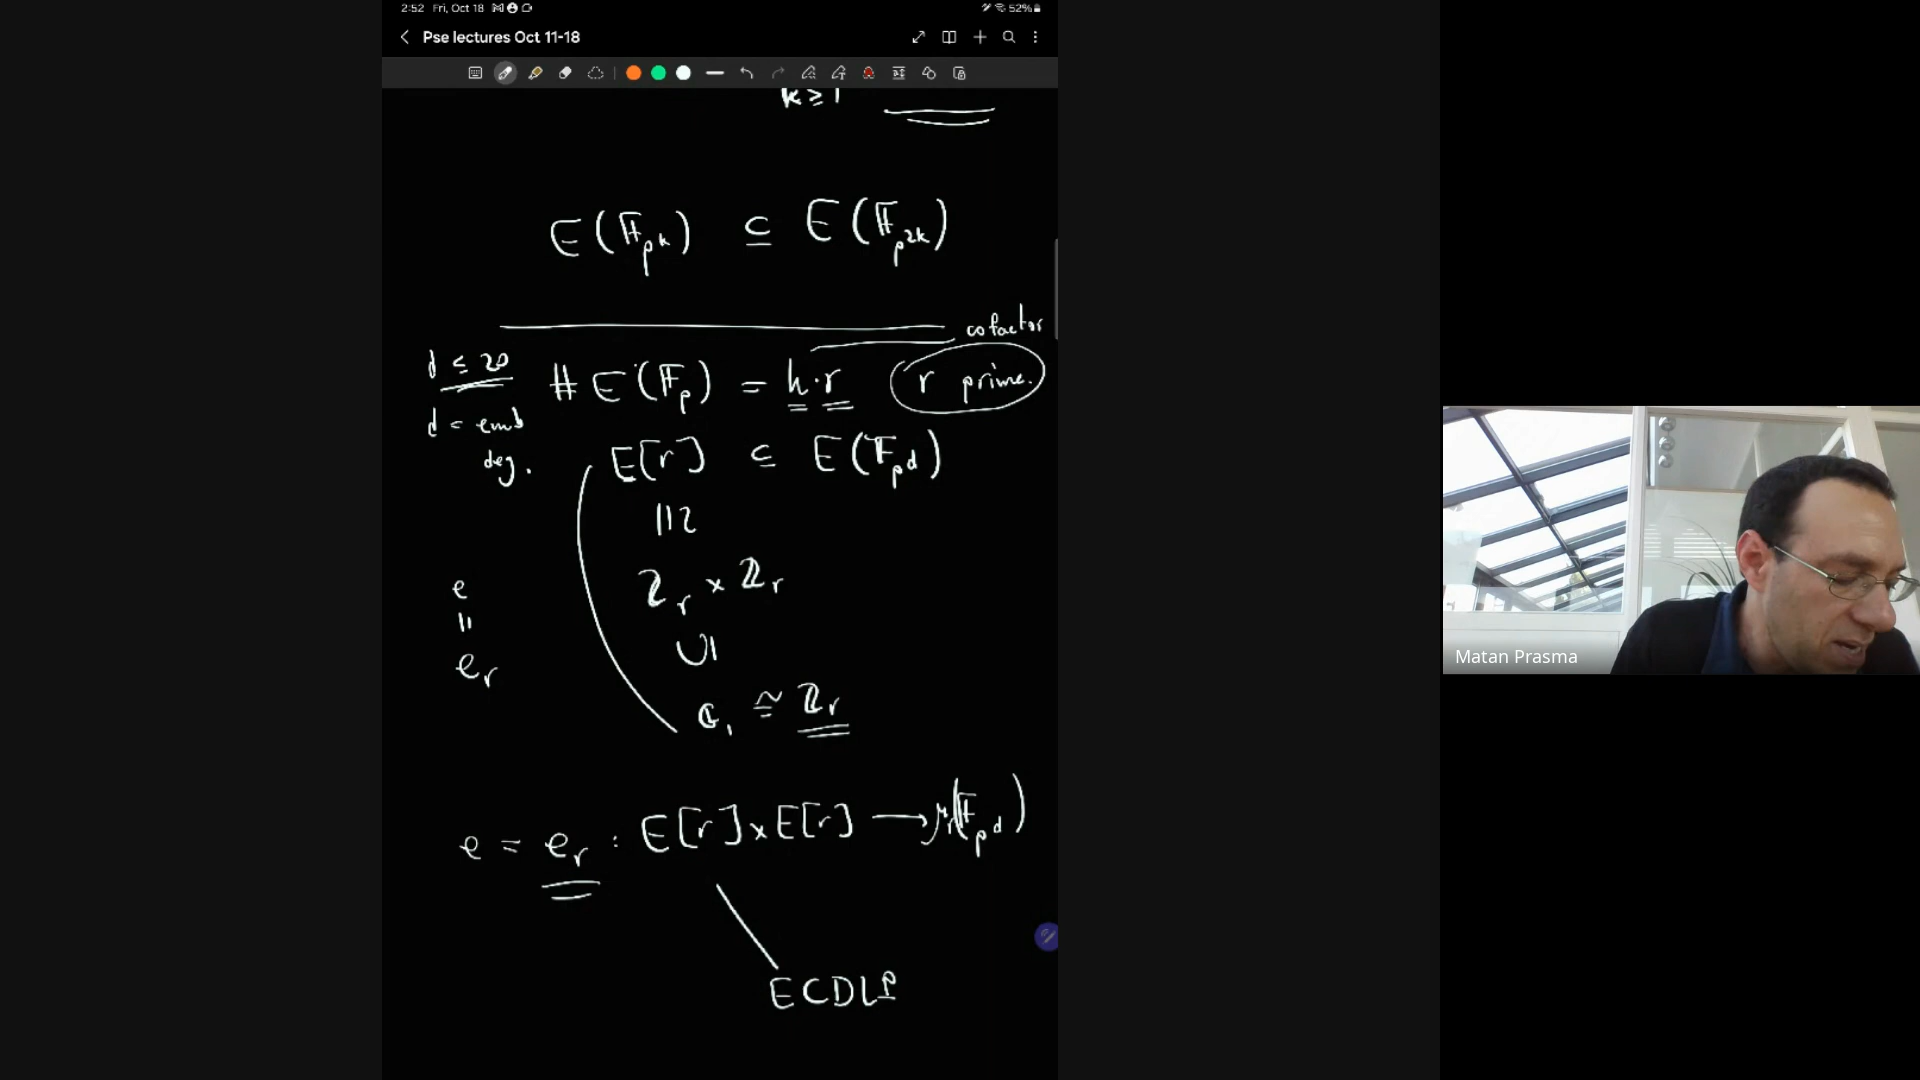 2:52 Fri, Oct 18 52%
Pse lectures Oct 11-18
k ≥ 1
E(𝔽_{p^k}) ⊆ E(𝔽_{p^{2k}})
cofactor
d ≤ 20
#E(𝔽_p) = h·r r prime.
d = emb
deg.
E[r] ⊆ E(𝔽_{p^d})
≅
ℤ_r × ℤ_r
⊆
G_1 ≅ ℤ_r
e
=
e_r
e = e_r : E[r] × E[r] → μ_r(𝔽_{p^d})
ECDLP
Matan Prasma